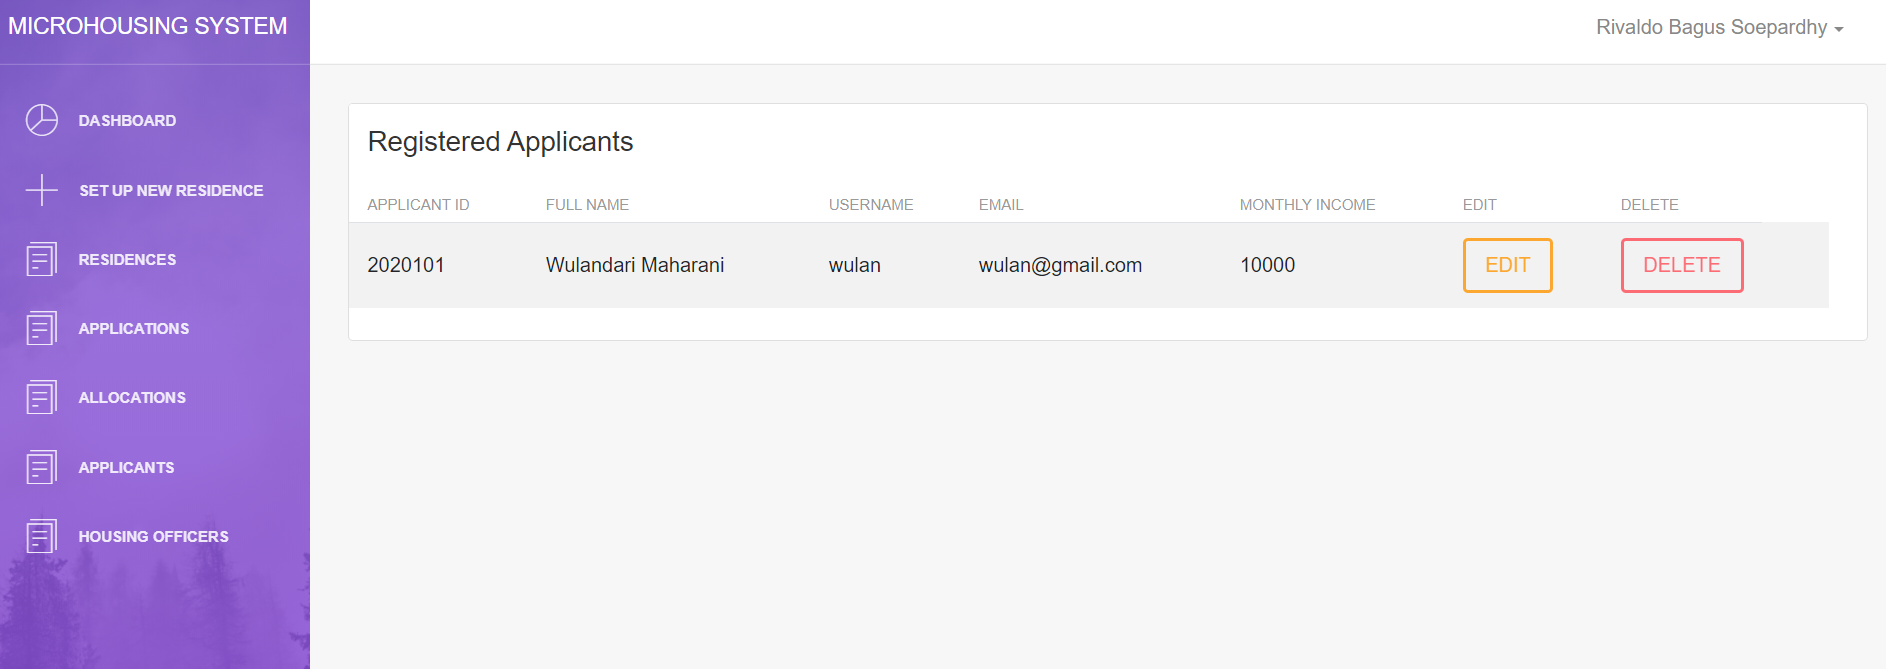 MICROHOUSING SYSTEM
Rivaldo Bagus Soepardhy
DASHBOARD
SET UP NEW RESIDENCE
RESIDENCES
APPLICATIONS
ALLOCATIONS
APPLICANTS
HOUSING OFFICERS
Registered Applicants
APPLICANT ID FULL NAME USERNAME EMAIL MONTHLY INCOME EDIT DELETE
2020101 Wulandari Maharani wulan wulan@gmail.com 10000 EDIT DELETE